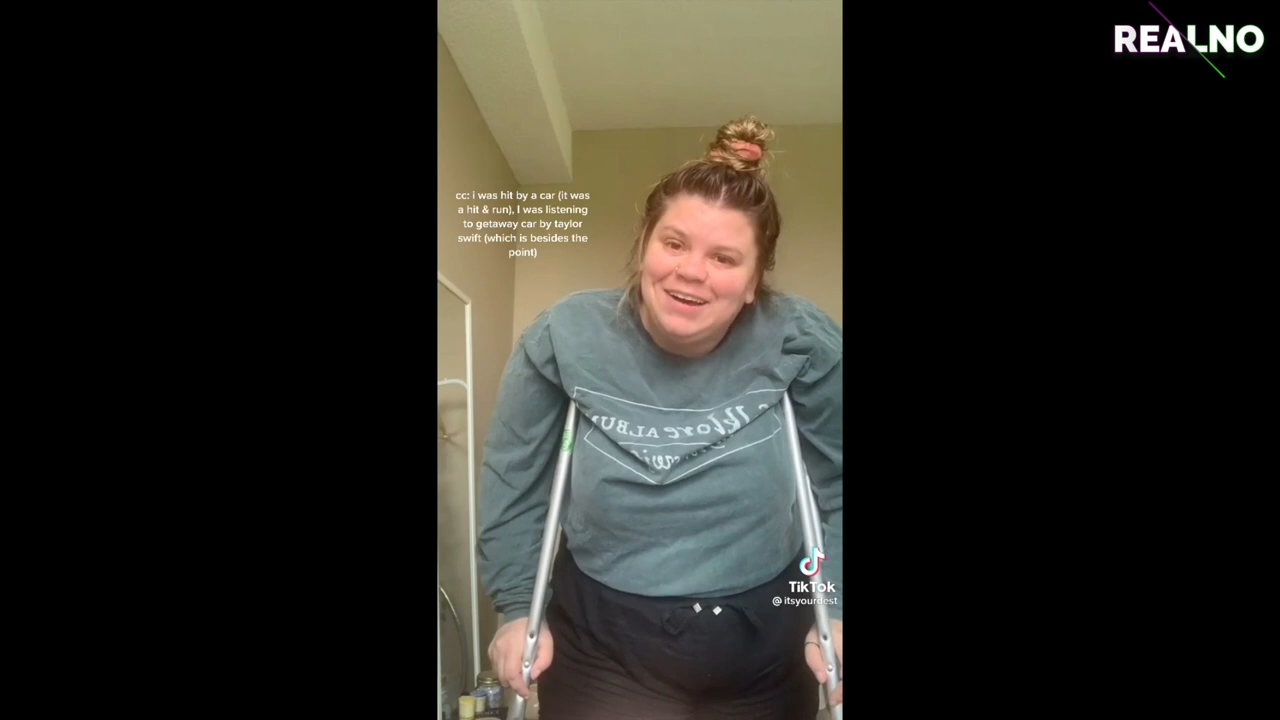 REALNO
cc: i was hit by a car (it was
a hit & run), I was listening
to getaway car by taylor
swift (which is besides the
point)
ALBUM
TikTok
@itsyourdest